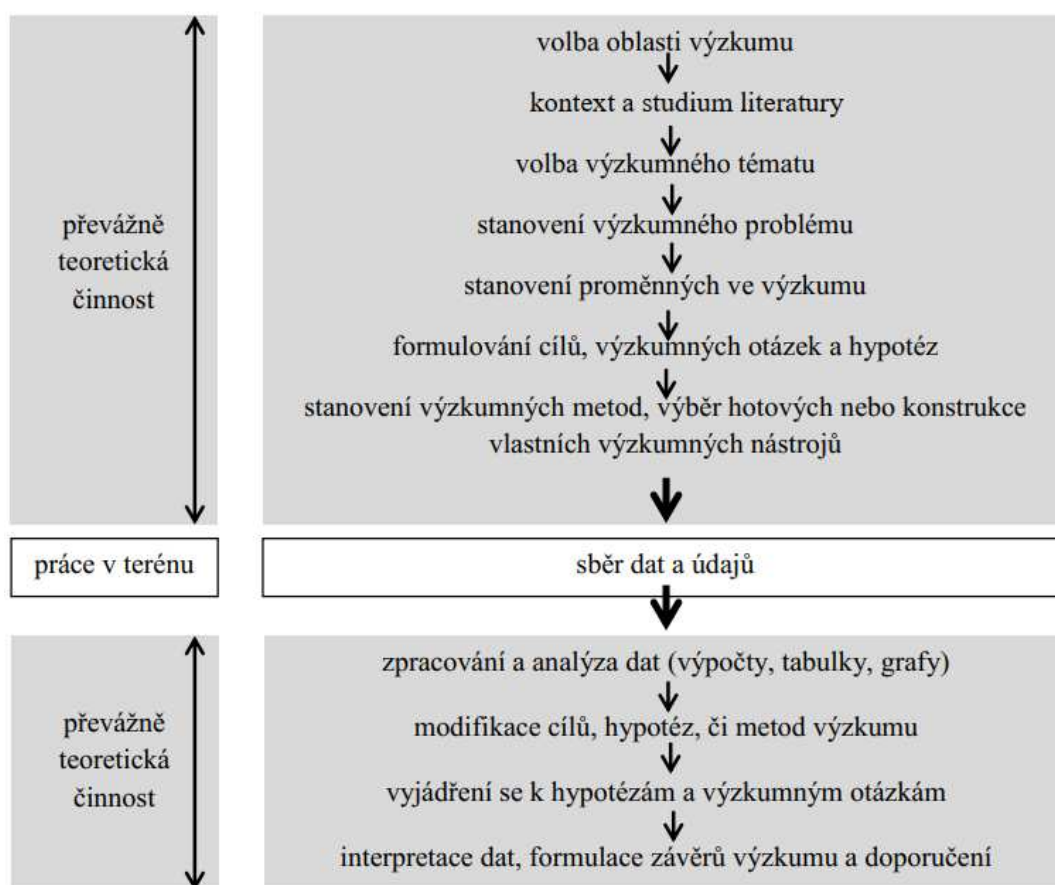 volba oblasti výzkumu
kontext a studium literatury
volba výzkumného tématu
převážně
teoretická
činnost
stanovení výzkumného problému
stanovení proměnných ve výzkumu
formulování cílů, výzkumných otázek a hypotéz
stanovení výzkumných metod, výběr hotových nebo konstrukce
vlastních výzkumných nástrojů
práce v terénu
sběr dat a údajů
převážně
teoretická
činnost
zpracování a analýza dat (výpočty, tabulky, grafy)
modifikace cílů, hypotéz, či metod výzkumu
vyjádření se k hypotézám a výzkumným otázkám
interpretace dat, formulace závěrů výzkumu a doporučení